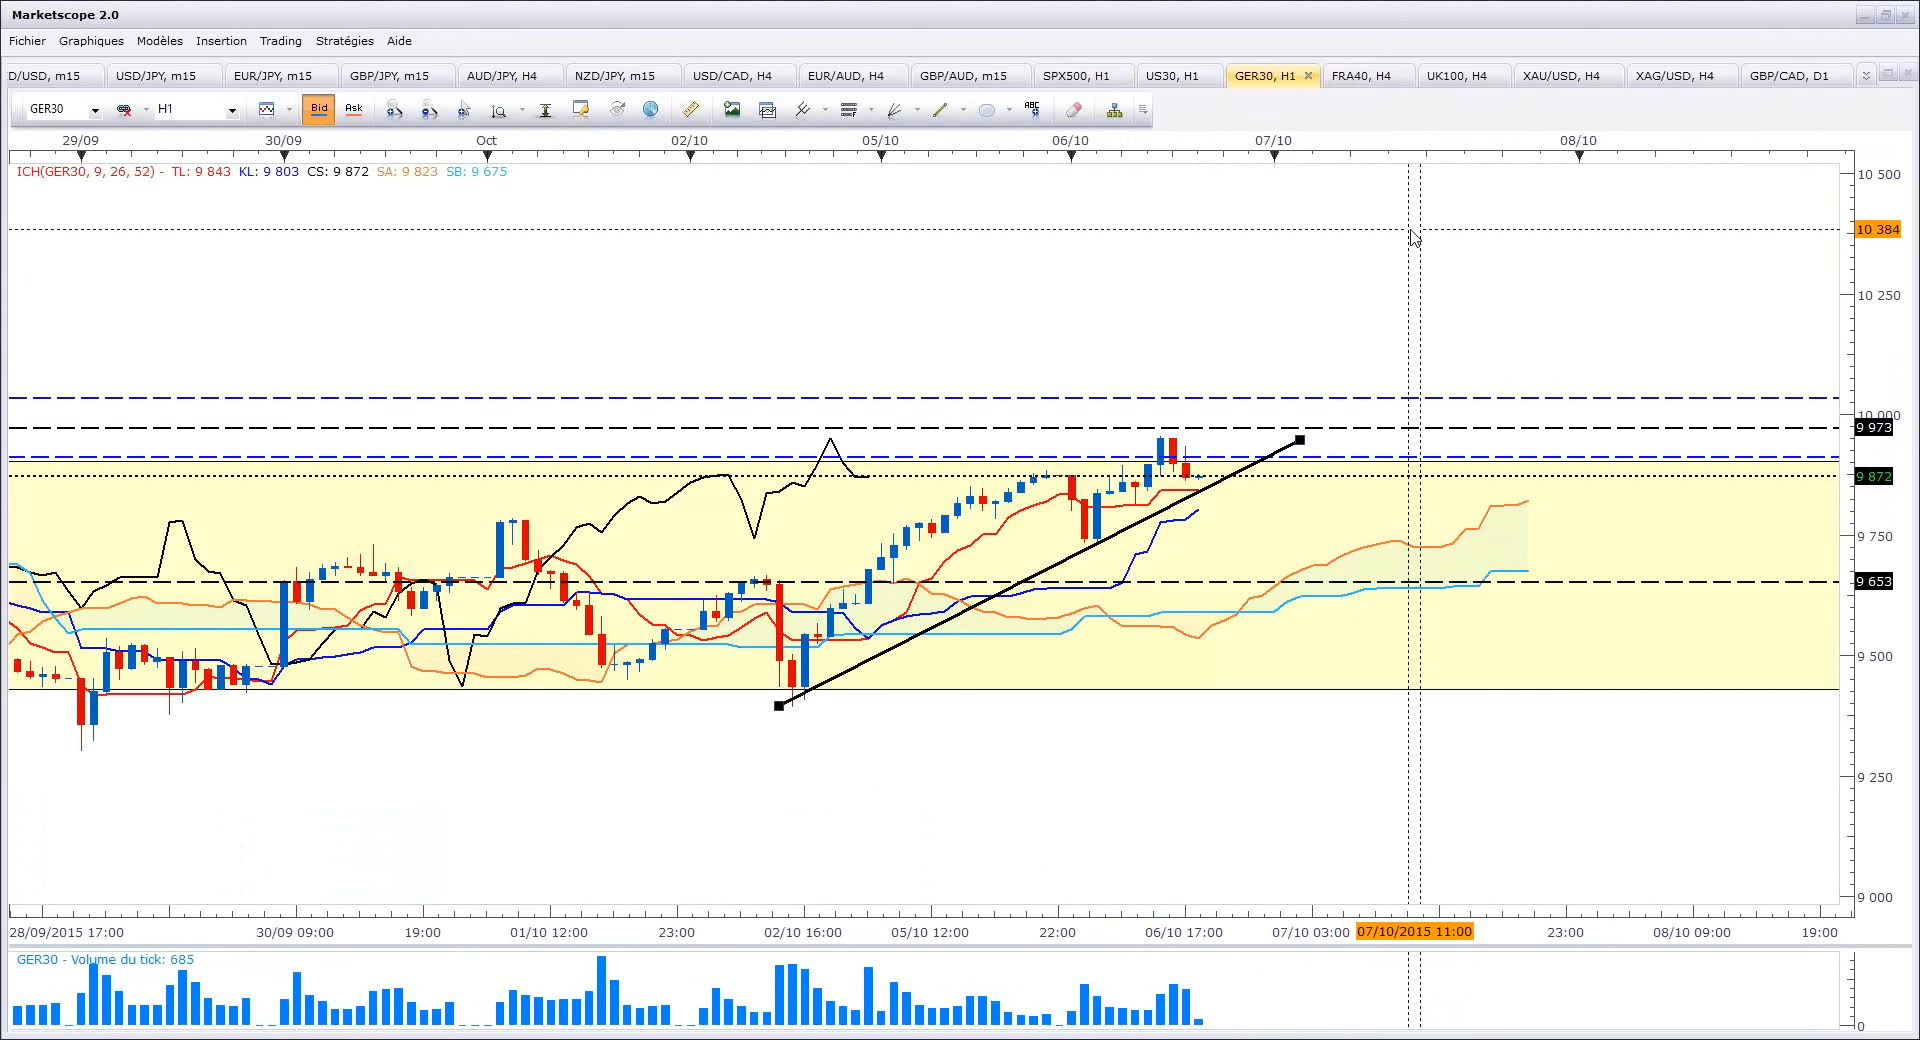 Marketscope 2.0
Fichier Graphiques Modèles Insertion Trading Stratégies Aide
D/USD, m15 USD/JPY, m15 EUR/JPY, m15 GBP/JPY, m15 AUD/JPY, H4 NZD/JPY, m15 USD/CAD, H4 EUR/AUD, H4 GBP/AUD, m15 SPX500, H1 US30, H1 GER30, H1 FRA40, H4 UK100, H4 XAU/USD, H4 XAG/USD, H4 GBP/CAD, D1
GER30 H1 Bid Ask ABC
29/09 30/09 Oct 02/10 05/10 06/10 07/10 08/10
ICH(GER30, 9, 26, 52) - TL: 9 843 KL: 9 803 CS: 9 872 SA: 9 823 SB: 9 675
10 500
10 384
10 250
10 000
9 973
9 872
9 750
9 653
9 500
9 250
9 000
28/09/2015 17:00 30/09 09:00 19:00 01/10 12:00 23:00 02/10 16:00 05/10 12:00 22:00 06/10 17:00 07/10 03:00 07/10/2015 11:00 23:00 08/10 09:00 19:00
GER30 - Volume du tick: 685
0